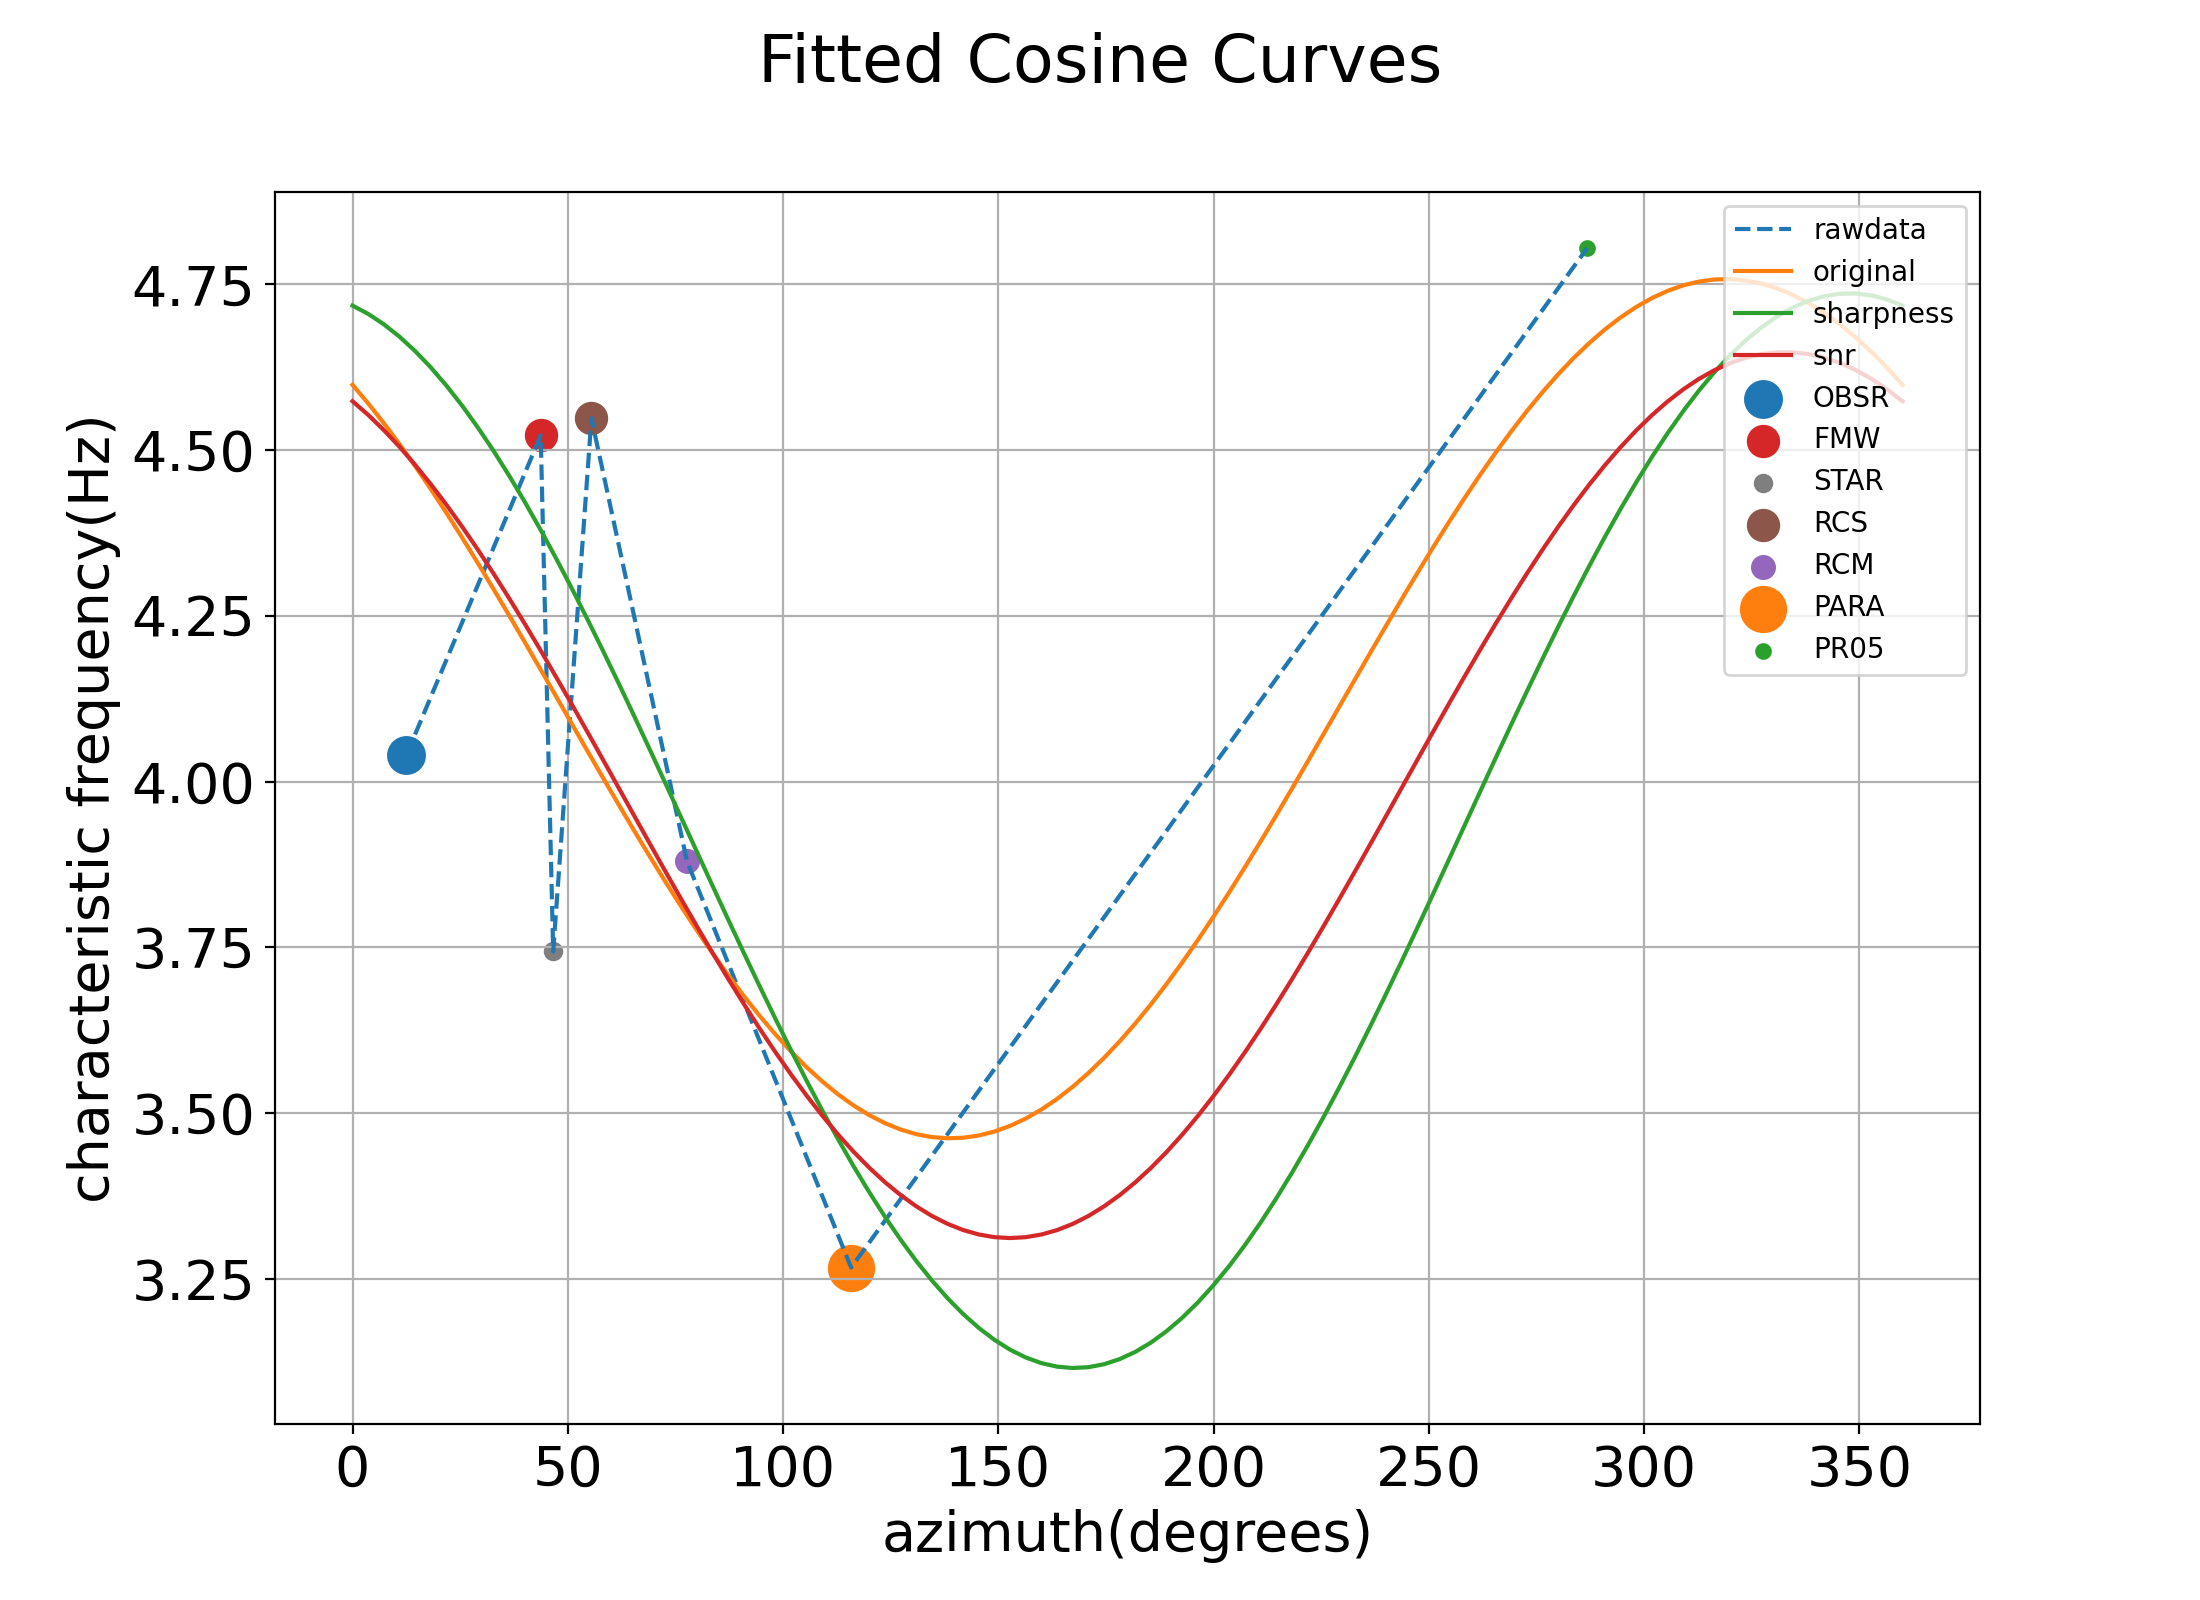 Fitted Cosine Curves
rawdata
original
sharpness
snr
OBSR
FMW
STAR
RCS
RCM
PARA
PR05
characteristic frequency(Hz)
4.75
4.50
4.25
4.00
3.75
3.50
3.25
0 50 100 150 200 250 300 350
azimuth(degrees)